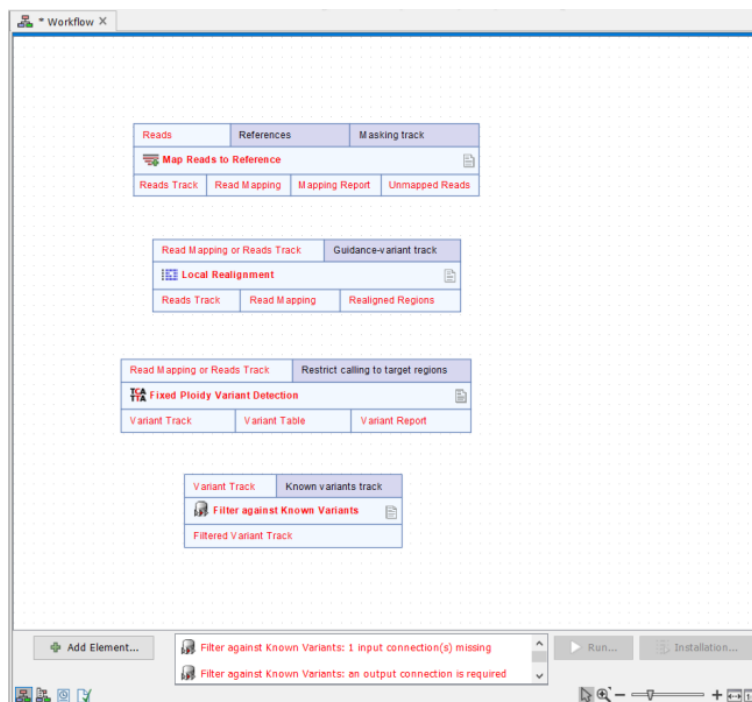 * Workflow X
Reads References Masking track
Map Reads to Reference
Reads Track Read Mapping Mapping Report Unmapped Reads
Read Mapping or Reads Track Guidance-variant track
Local Realignment
Reads Track Read Mapping Realigned Regions
Read Mapping or Reads Track Restrict calling to target regions
TCA
TTA Fixed Ploidy Variant Detection
Variant Track Variant Table Variant Report
Variant Track Known variants track
Filter against Known Variants
Filtered Variant Track
Add Element...
Filter against Known Variants: 1 input connection(s) missing
Filter against Known Variants: an output connection is required
Run...
Installation...